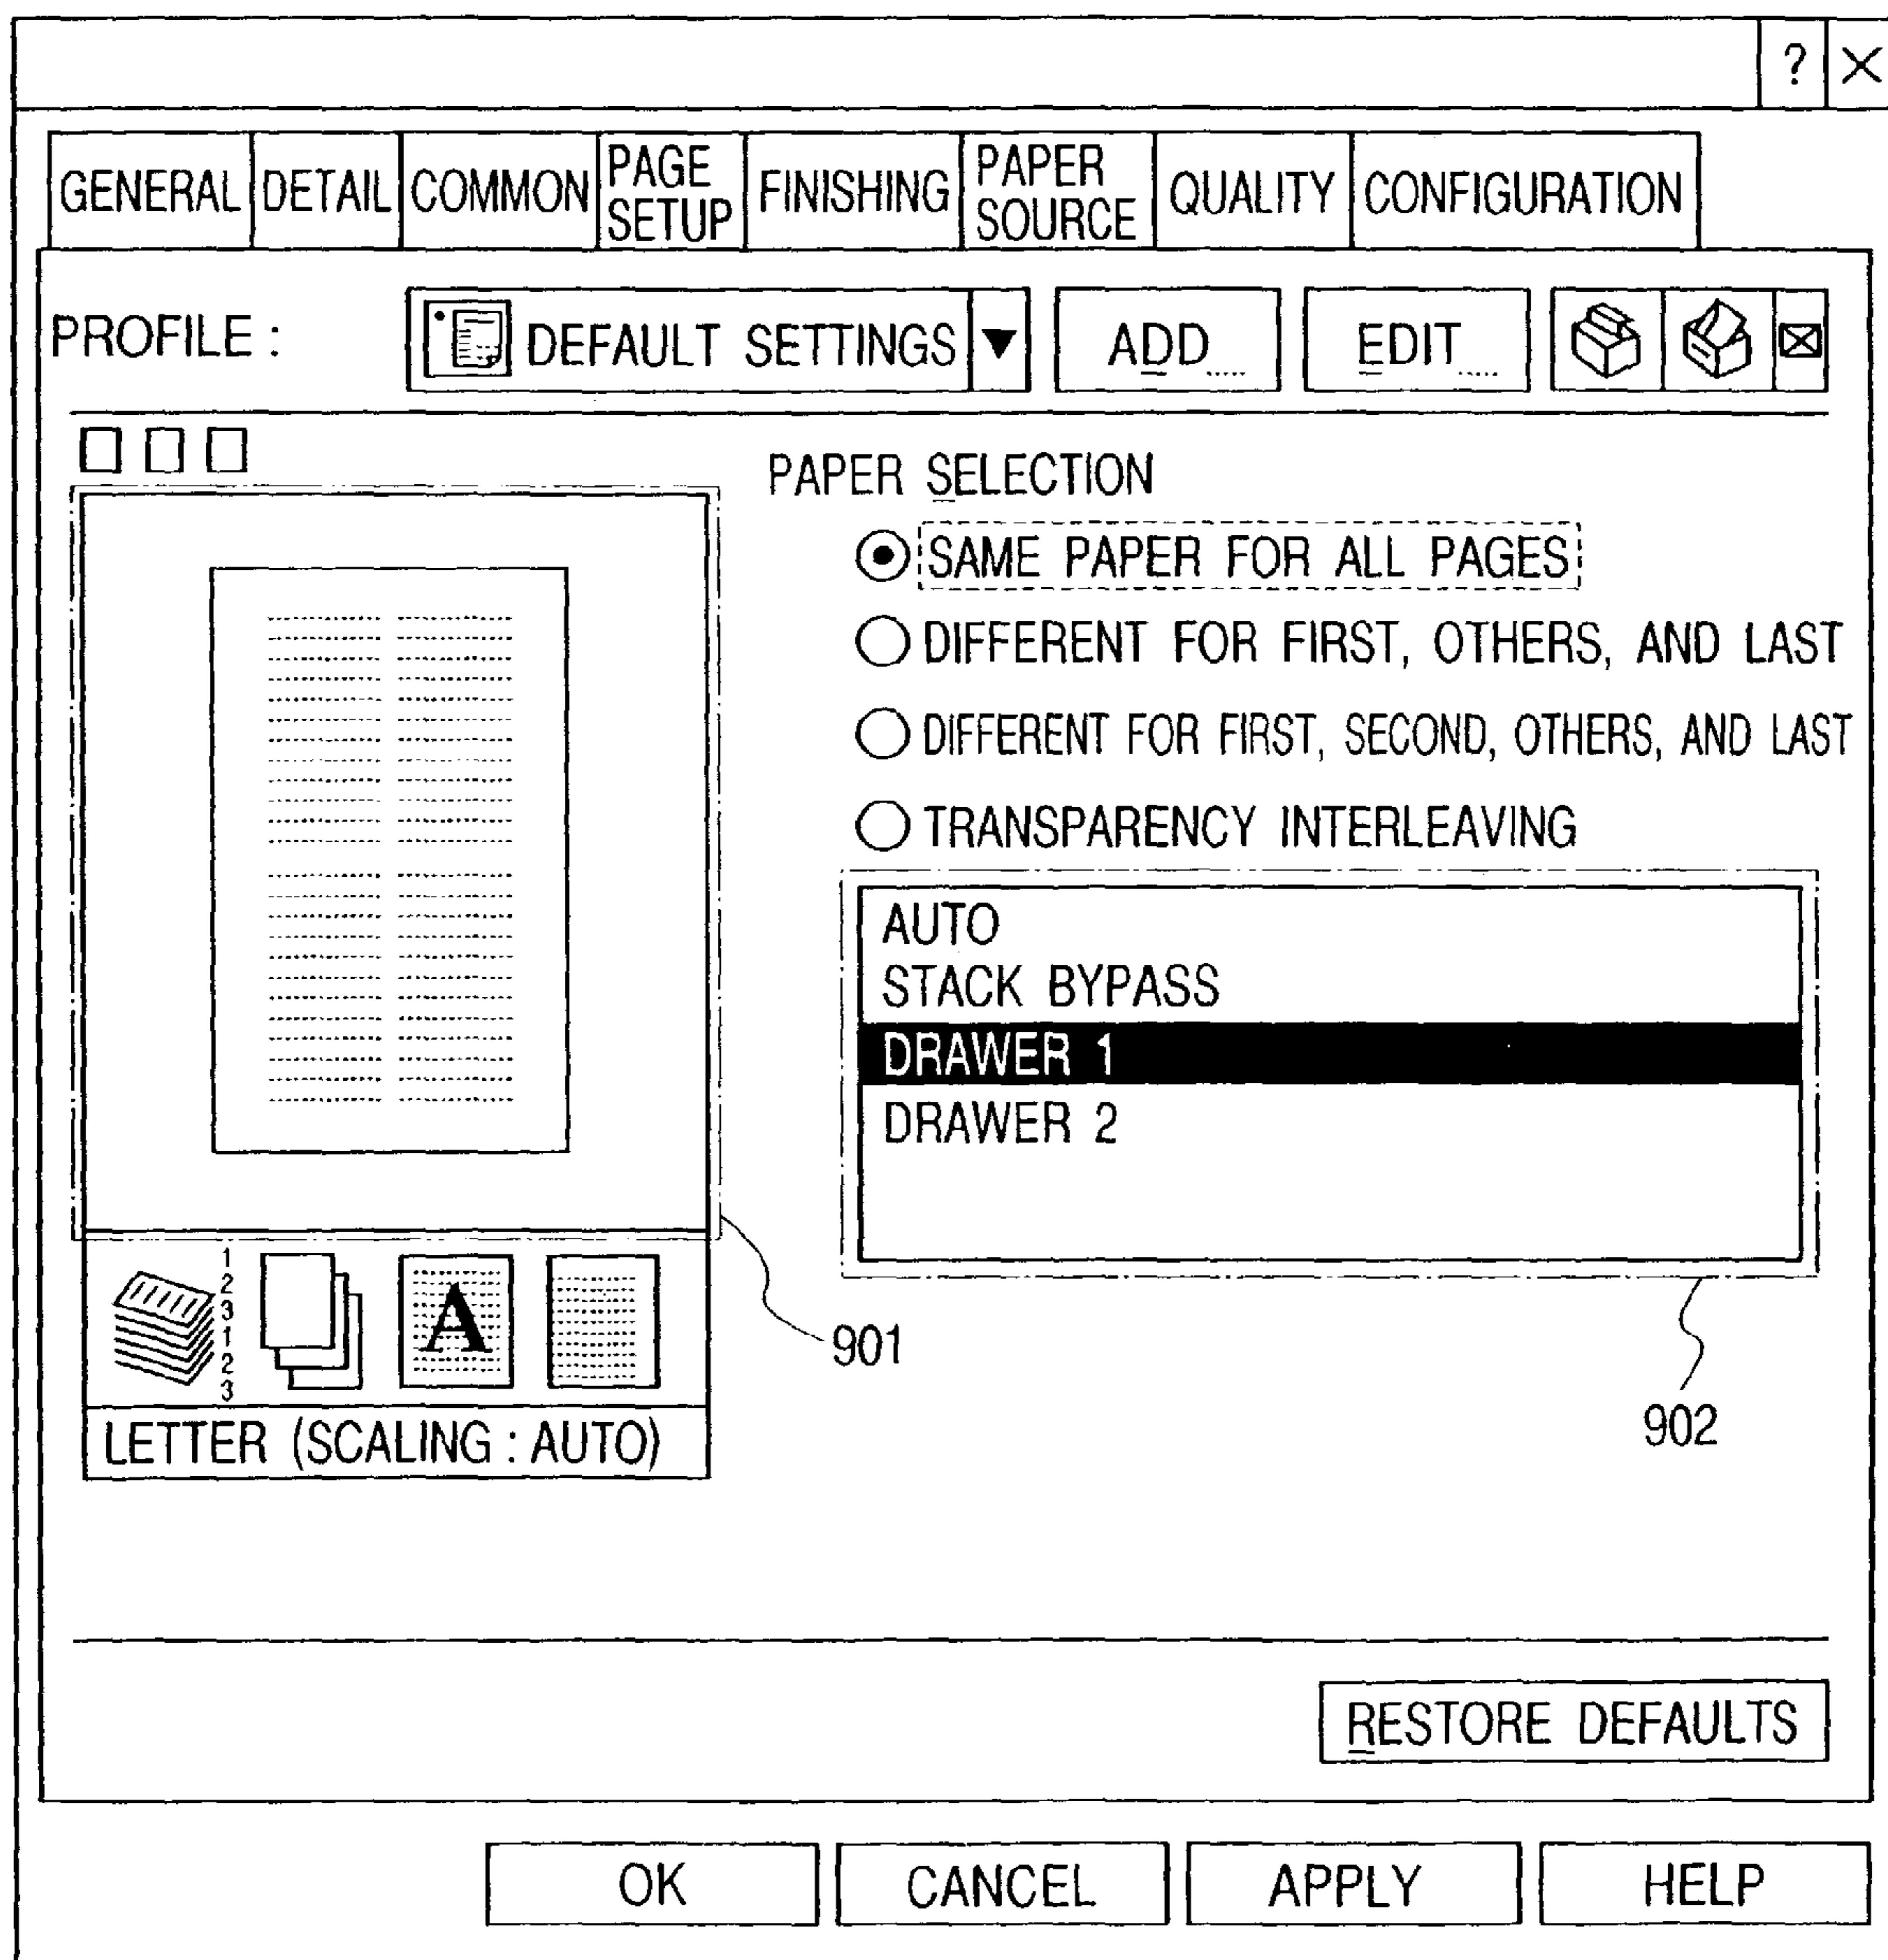 ? ×
GENERAL DETAIL COMMON PAGE SETUP FINISHING PAPER SOURCE QUALITY CONFIGURATION
PROFILE : DEFAULT SETTINGS ▼ ADD..... EDIT.....
PAPER SELECTION
SAME PAPER FOR ALL PAGES
DIFFERENT FOR FIRST, OTHERS, AND LAST
DIFFERENT FOR FIRST, SECOND, OTHERS, AND LAST
TRANSPARENCY INTERLEAVING
AUTO
STACK BYPASS
DRAWER 1
DRAWER 2
1
2
3
1
2
3
A
901
902
LETTER (SCALING : AUTO)
RESTORE DEFAULTS
OK CANCEL APPLY HELP